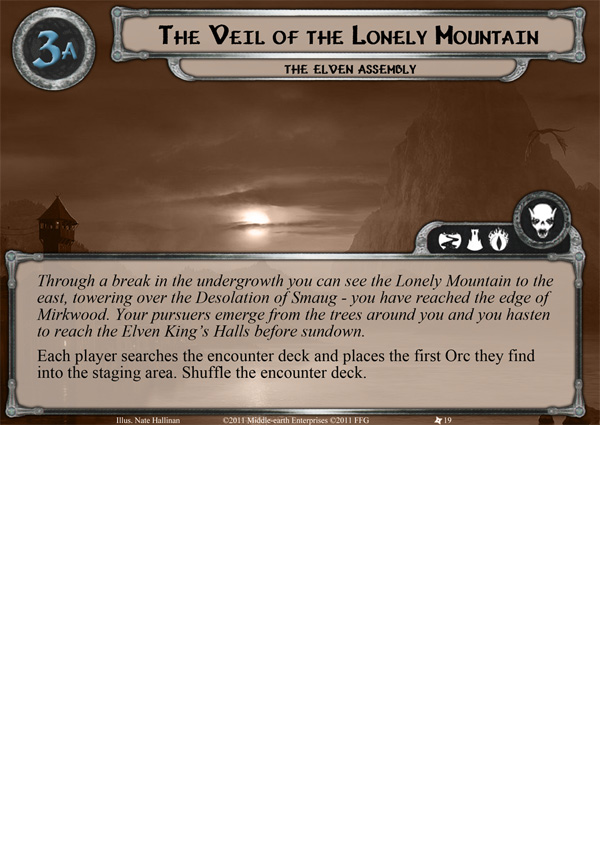 3A
The Veil of the Lonely Mountain
The Elven Assembly
Through a break in the undergrowth you can see the Lonely Mountain to the
east, towering over the Desolation of Smaug - you have reached the edge of
Mirkwood. Your pursuers emerge from the trees around you and you hasten
to reach the Elven King's Halls before sundown.
Each player searches the encounter deck and places the first Orc they find
into the staging area. Shuffle the encounter deck.
Illus. Nate Hallinan ©2011 Middle-earth Enterprises ©2011 FFG 19